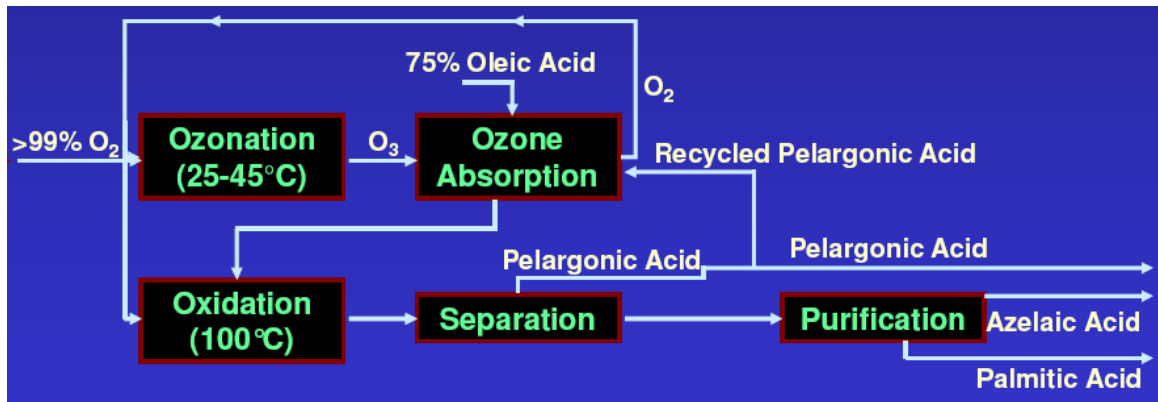 75% Oleic Acid
O₂
>99% O₂
Ozonation
(25-45°C)
O₃
Ozone
Absorption
Recycled Pelargonic Acid
Pelargonic Acid
Pelargonic Acid
Oxidation
(100°C)
Separation
Purification
Azelaic Acid
Palmitic Acid